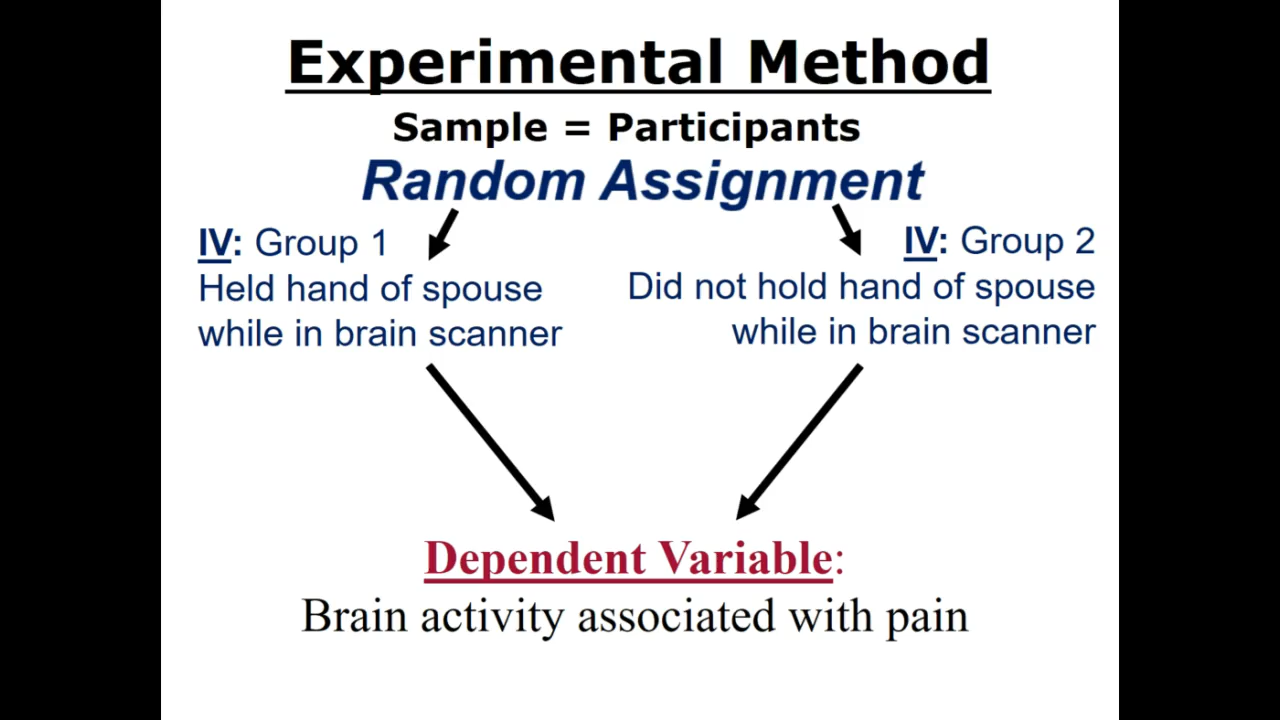 Experimental Method
Sample = Participants
Random Assignment
IV: Group 1
Held hand of spouse
while in brain scanner
IV: Group 2
Did not hold hand of spouse
while in brain scanner
Dependent Variable:
Brain activity associated with pain